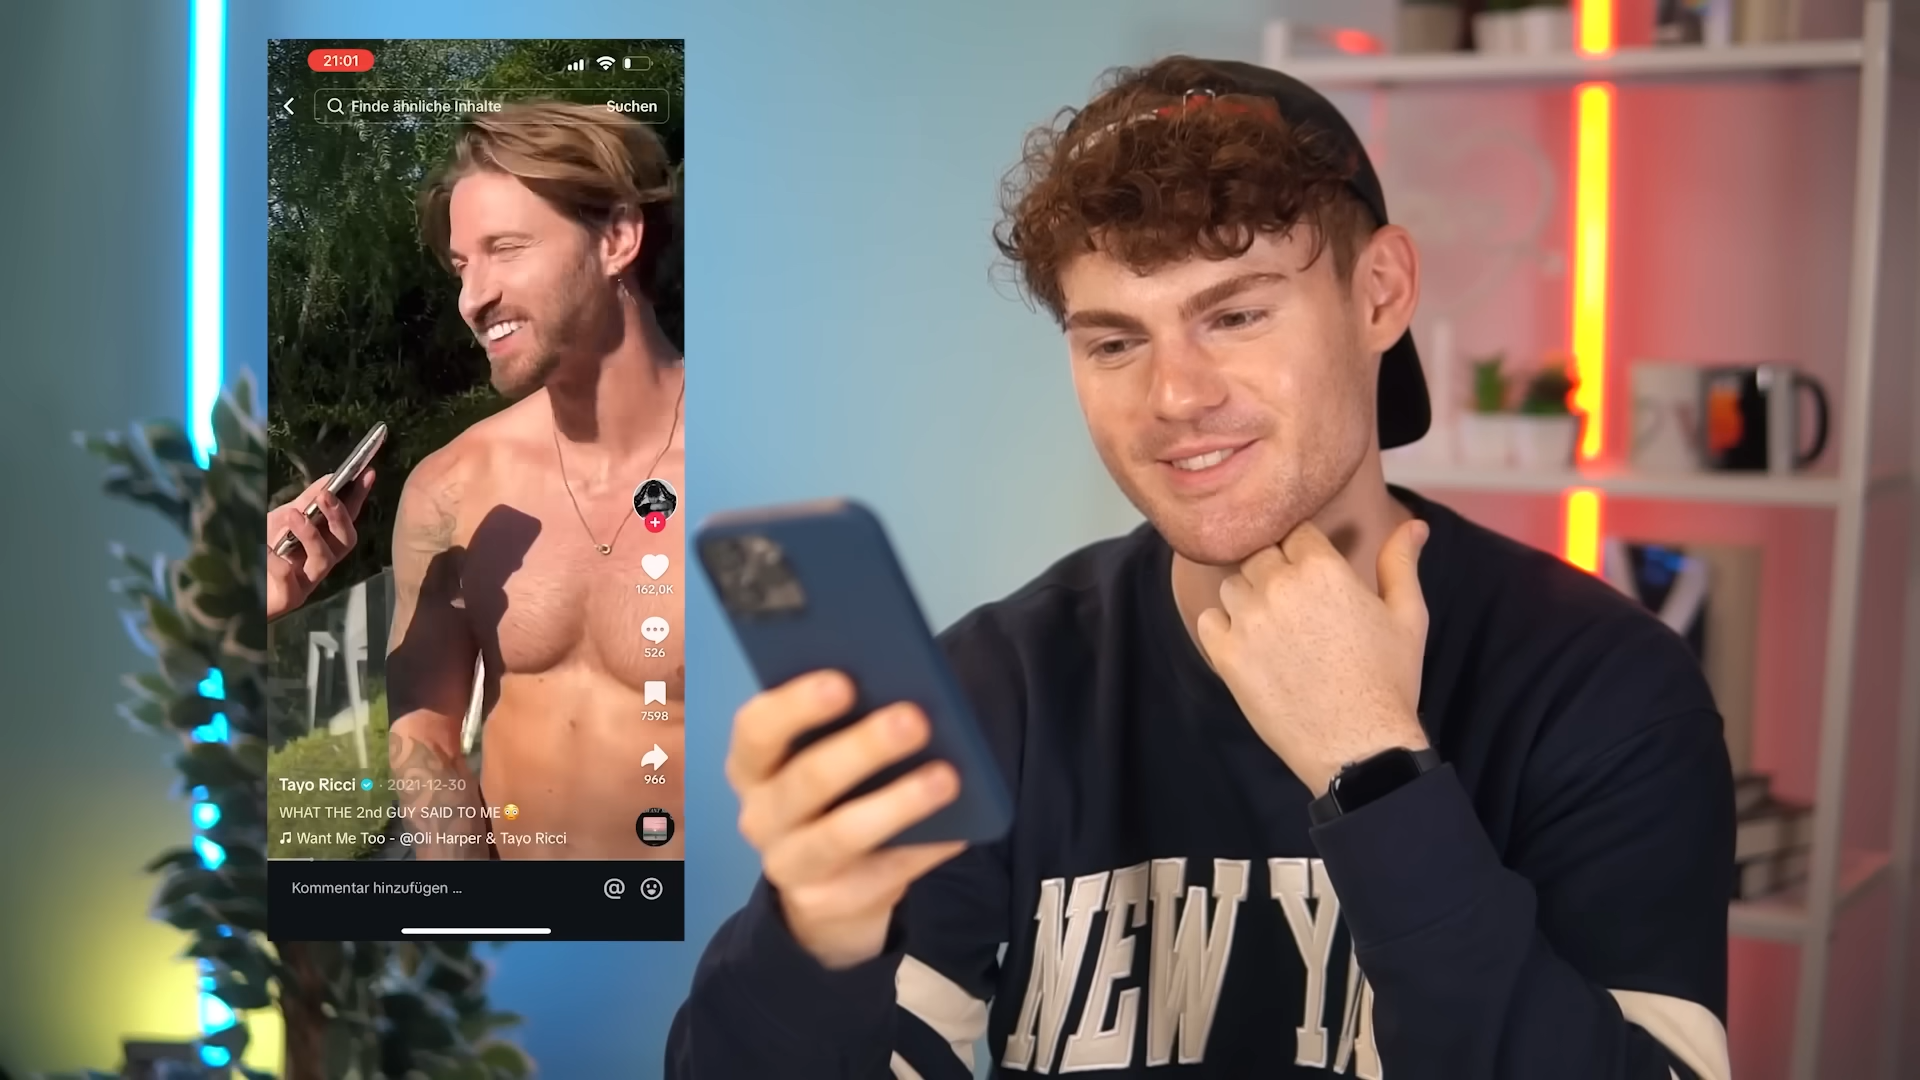 21:01
Finde ähnliche Inhalte Suchen
162,0K
526
7598
966
Tayo Ricci · 2021-12-30
WHAT THE 2nd GUY SAID TO ME😳
Want Me Too - @Oli Harper & Tayo Ricci
Kommentar hinzufügen ...
NEW Y